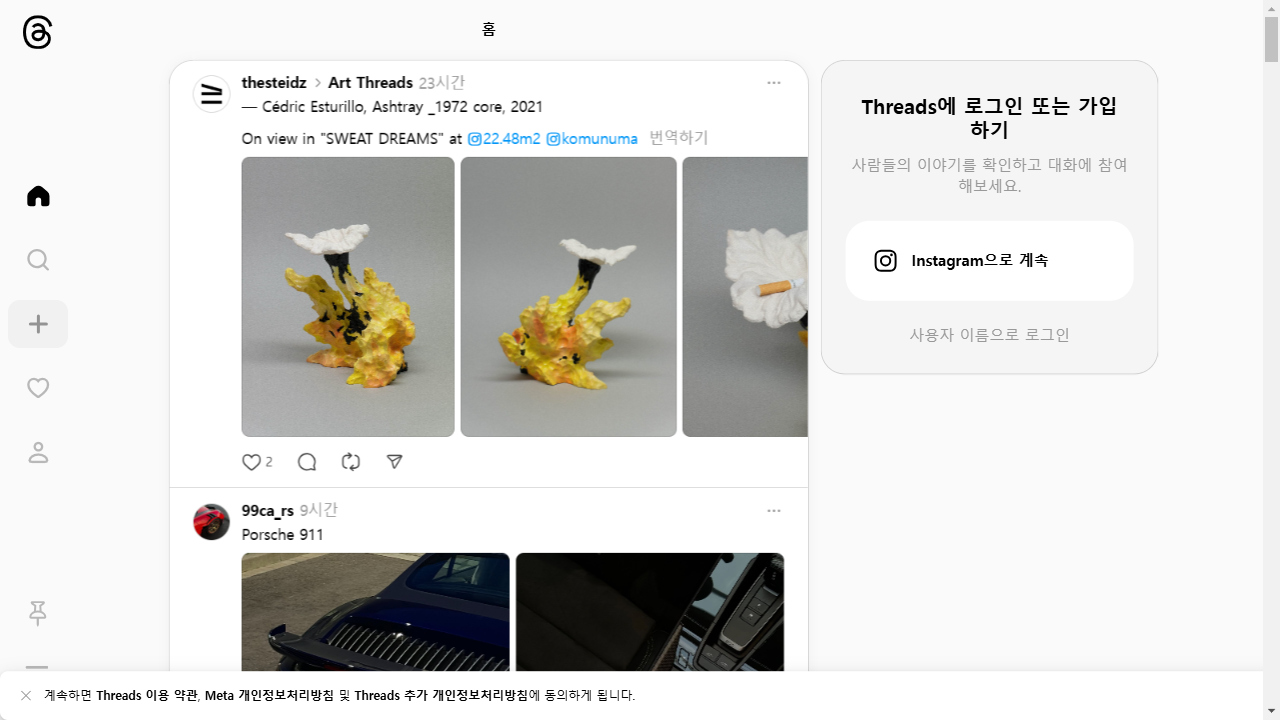 홈
thesteidz > Art Threads 23시간
— Cédric Esturillo, Ashtray _1972 core, 2021
On view in "SWEAT DREAMS" at 22.48m2 komunuma 번역하기
2
99ca_rs 9시간
Porsche 911
Threads에 로그인 또는 가입
하기
사람들의 이야기를 확인하고 대화에 참여
해보세요.
Instagram으로 계속
사용자 이름으로 로그인
계속하면 Threads 이용 약관, Meta 개인정보처리방침 및 Threads 추가 개인정보처리방침에 동의하게 됩니다.